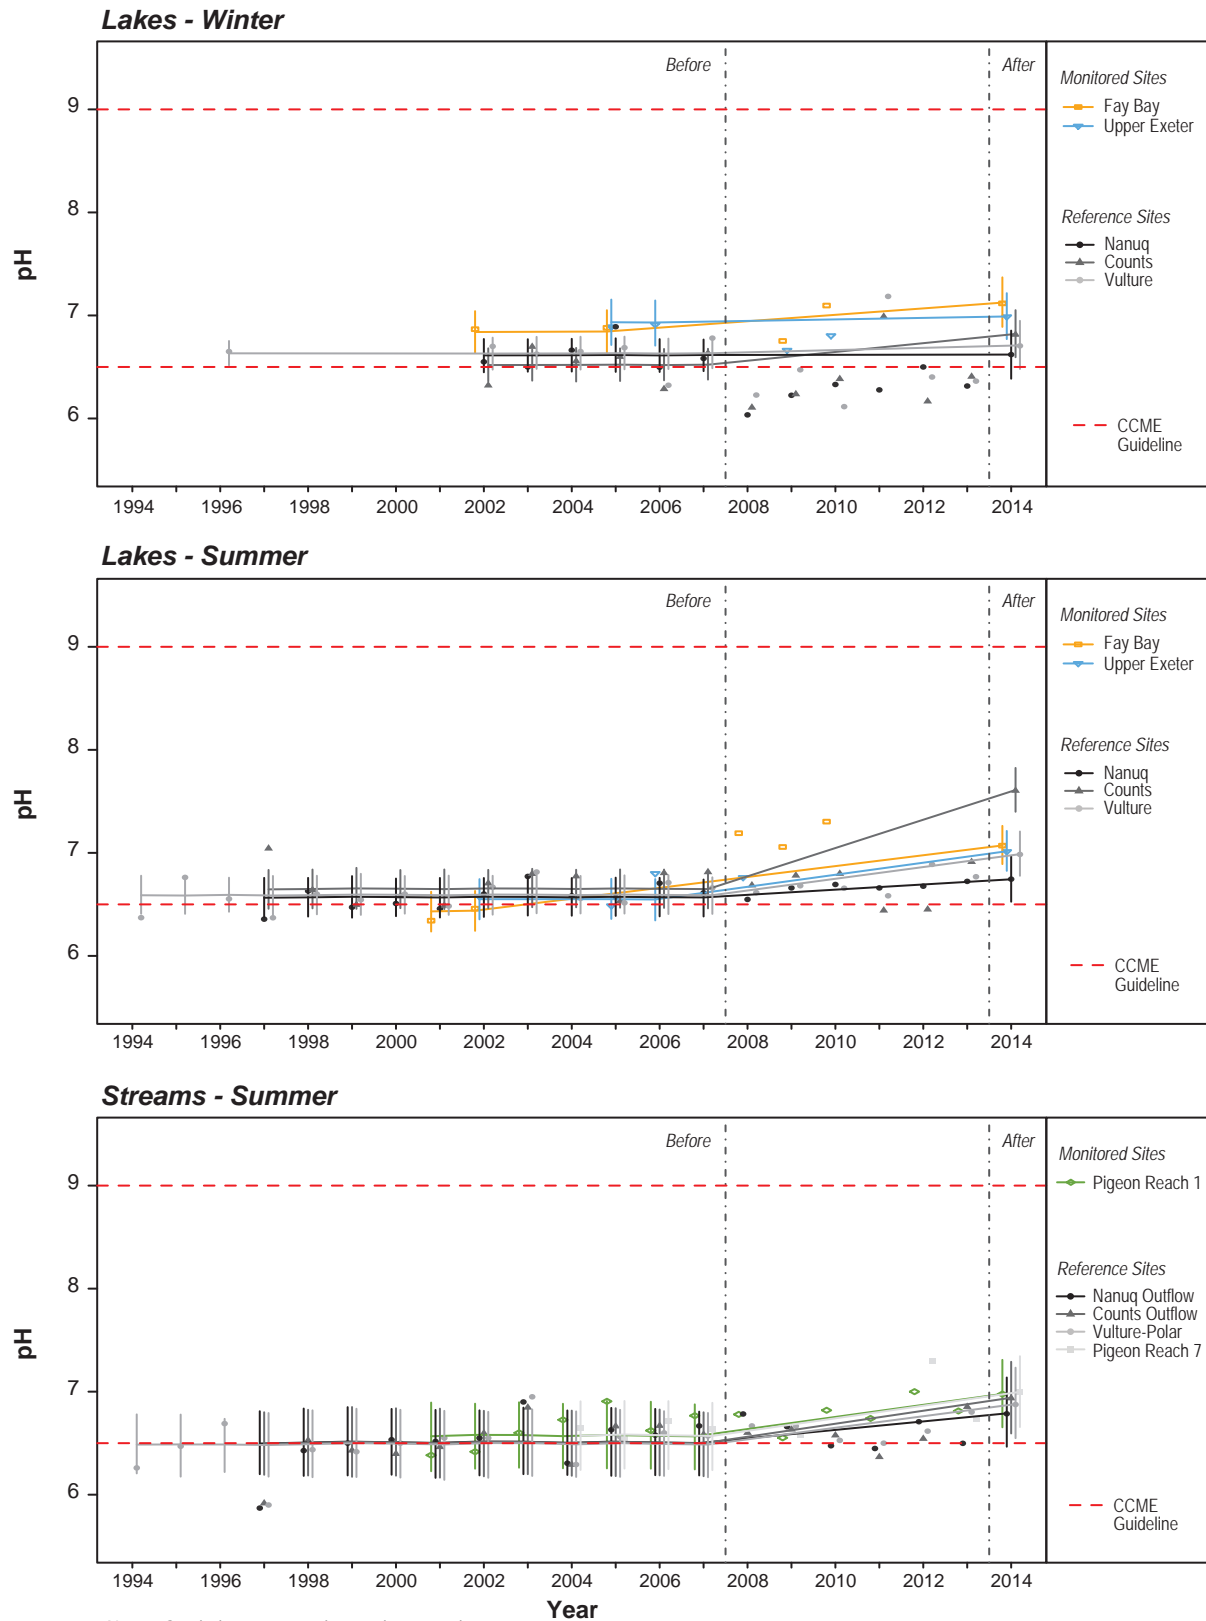 Lakes - Winter
Before
After
pH
9
8
7
6
1994
1996
1998
2000
2002
2004
2006
2008
2010
2012
2014
Monitored Sites
Fay Bay
Upper Exeter
Reference Sites
Nanuq
Counts
Vulture
CCME
Guideline
Lakes - Summer
Before
After
pH
9
8
7
6
1994
1996
1998
2000
2002
2004
2006
2008
2010
2012
2014
Monitored Sites
Fay Bay
Upper Exeter
Reference Sites
Nanuq
Counts
Vulture
CCME
Guideline
Streams - Summer
Before
After
pH
9
8
7
6
1994
1996
1998
2000
2002
2004
2006
2008
2010
2012
2014
Year
Monitored Sites
Pigeon Reach 1
Reference Sites
Nanuq Outflow
Counts Outflow
Vulture-Polar
Pigeon Reach 7
CCME
Guideline